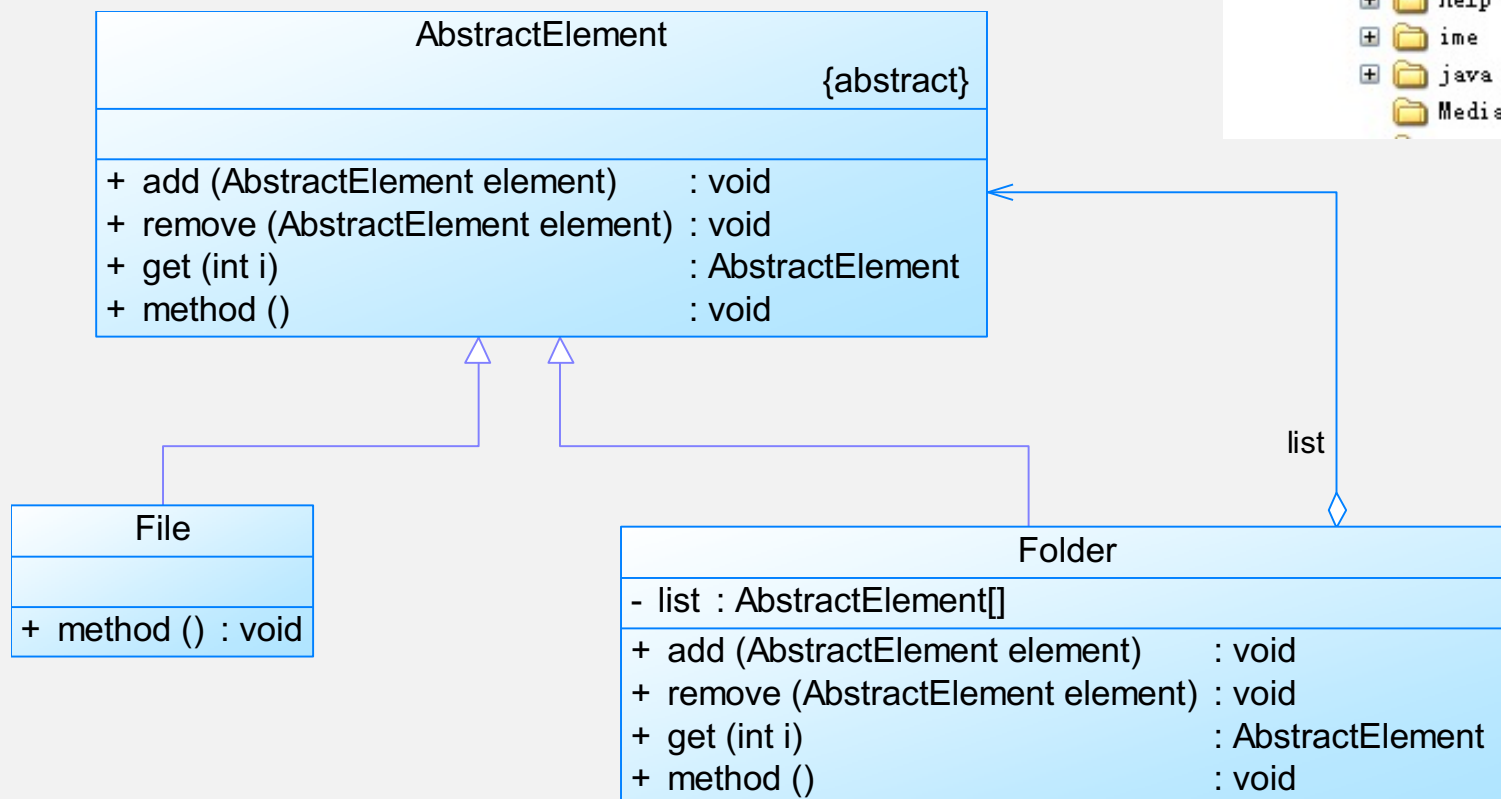 AbstractElement
{abstract}
+ add (AbstractElement element) : void
+ remove (AbstractElement element) : void
+ get (int i) : AbstractElement
+ method () : void
Help
ime
java
list
File
+ method () : void
Folder
- list : AbstractElement[]
+ add (AbstractElement element) : void
+ remove (AbstractElement element) : void
+ get (int i) : AbstractElement
+ method () : void